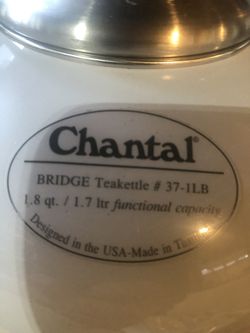 Chantal®
BRIDGE Teakettle # 37-1LB
1.8 qt. / 1.7 ltr functional capacity
Designed in the USA-Made in